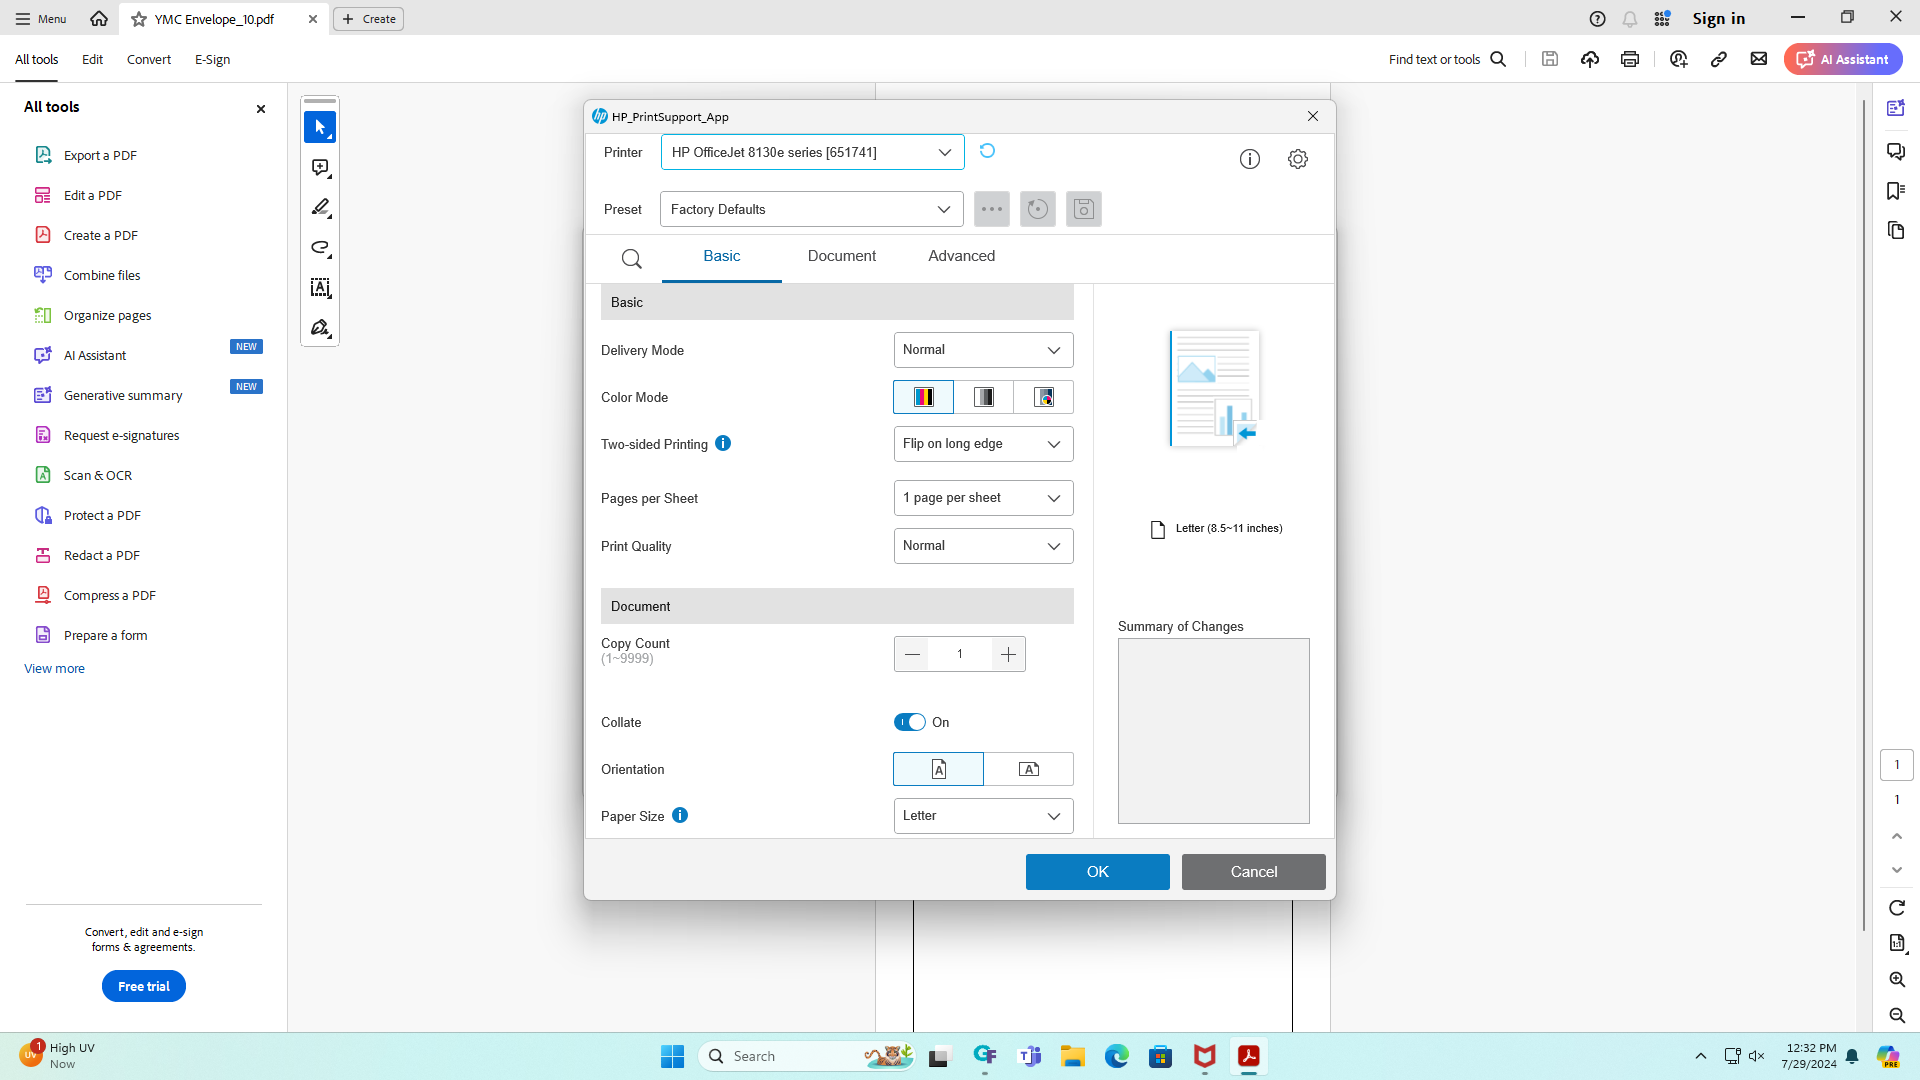 Menu
YMC Envelope_10.pdf
Create
Sign in
All tools
Edit
Convert
E-Sign
Find text or tools
AI Assistant
All tools
Export a PDF
Edit a PDF
Create a PDF
Combine files
Organize pages
AI Assistant
NEW
Generative summary
NEW
Request e-signatures
Scan & OCR
Protect a PDF
Redact a PDF
Compress a PDF
Prepare a form
View more
Convert, edit and e-sign
forms & agreements.
Free trial
HP_PrintSupport_App
Printer
HP OfficeJet 8130e series [651741]
Preset
Factory Defaults
Basic
Document
Advanced
Basic
Delivery Mode
Normal
Color Mode
Two-sided Printing
Flip on long edge
Pages per Sheet
1 page per sheet
Print Quality
Normal
Document
Copy Count
(1~9999)
1
Collate
On
Orientation
Paper Size
Letter
Letter (8.5~11 inches)
Summary of Changes
OK
Cancel
1
1
1
High UV
Now
Search
12:32 PM
7/29/2024